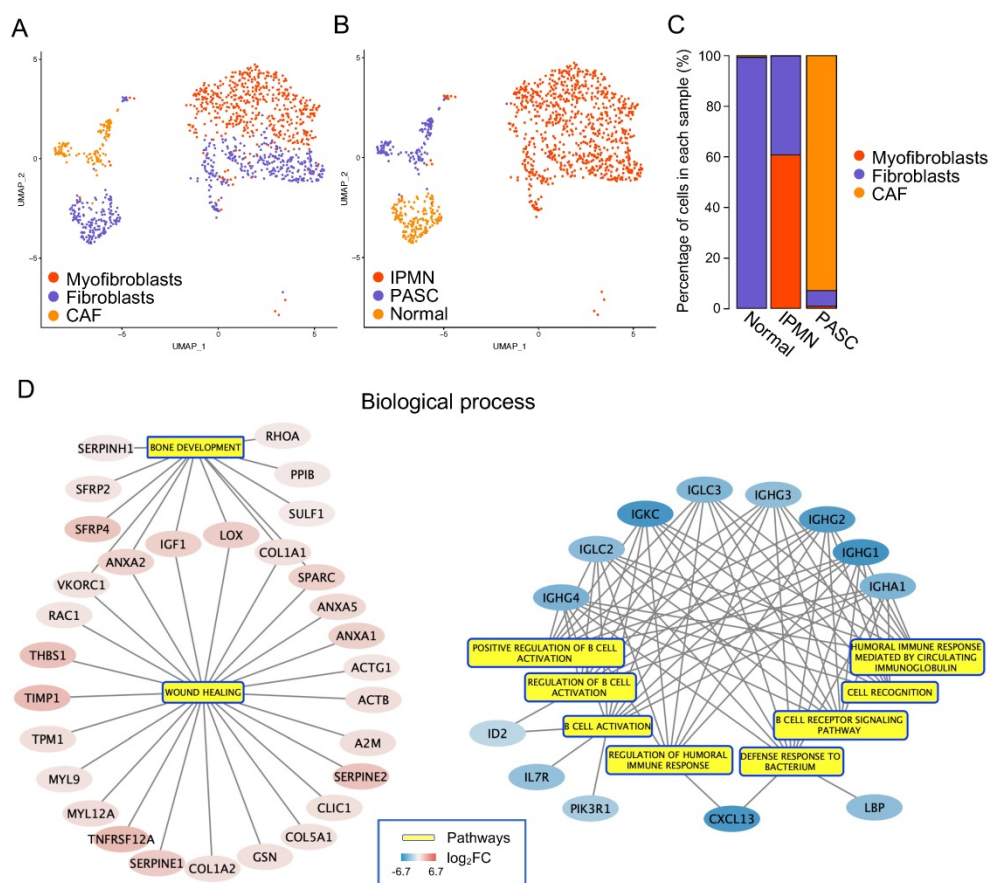 A
B
C
5
0
-5
UMAP_2
Myofibroblasts
Fibroblasts
CAF
-5
0
5
UMAP_1
5
0
-5
UMAP_2
IPMN
PASC
Normal
-5
0
5
UMAP_1
Percentage of cells in each sample (%)
100
80
60
40
20
0
Normal
IPMN
PASC
Myofibroblasts
Fibroblasts
CAF
D
Biological process
SERPINH1
BONE DEVELOPMENT
RHOA
PPIB
SFRP2
SULF1
SFRP4
IGF1
LOX
ANXA2
COL1A1
VKORC1
SPARC
RAC1
ANXA5
ANXA1
THBS1
ACTG1
TIMP1
WOUND HEALING
ACTB
TPM1
A2M
MYL9
SERPINE2
MYL12A
CLIC1
TNFRSF12A
COL5A1
SERPINE1
COL1A2
GSN
IGLC3
IGHG3
IGKC
IGHG2
IGLC2
IGHG1
IGHG4
IGHA1
POSITIVE REGULATION OF B CELL
ACTIVATION
REGULATION OF B CELL
ACTIVATION
B CELL ACTIVATION
REGULATION OF HUMORAL
IMMUNE RESPONSE
HUMORAL IMMUNE RESPONSE
MEDIATED BY CIRCULATING
IMMUNOGLOBULIN
CELL RECOGNITION
B CELL RECEPTOR SIGNALING
PATHWAY
DEFENSE RESPONSE TO
BACTERIUM
ID2
IL7R
PIK3R1
CXCL13
LBP
Pathways
log₂FC
-6.7 6.7